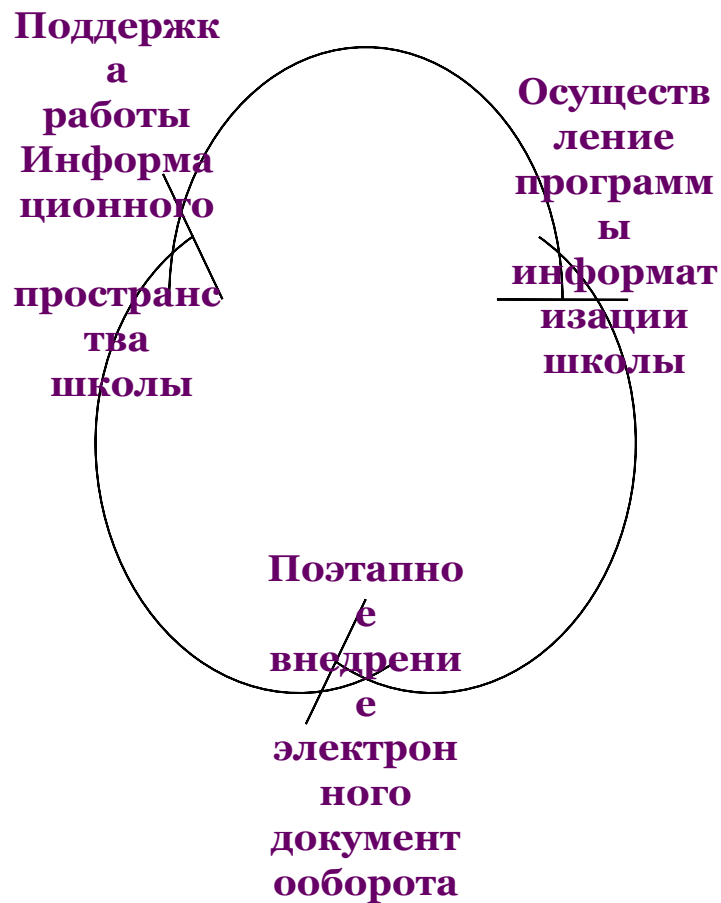 Поддержк
а
работы
Информа
ционного
пространс
тва
школы
Осуществ
ление
программ
ы
информат
изации
школы
Поэтапно
е
внедрени
е
электрон
ного
документ
ооборота